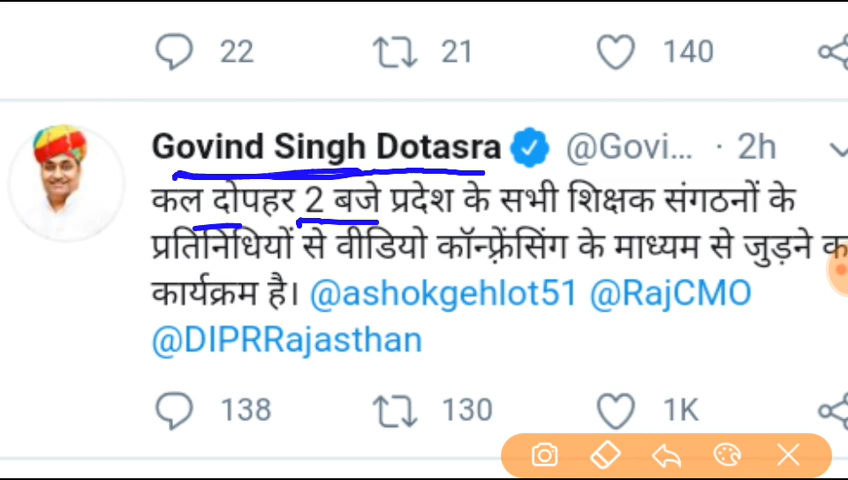 22 21 140
Govind Singh Dotasra @Govi... · 2h
कल दोपहर 2 बजे प्रदेश के सभी शिक्षक संगठनों के
प्रतिनिधियों से वीडियो कॉन्फ़्रेंसिंग के माध्यम से जुड़ने क
कार्यक्रम है। @ashokgehlot51 @RajCMO
@DIPRRajasthan
138 130 1K